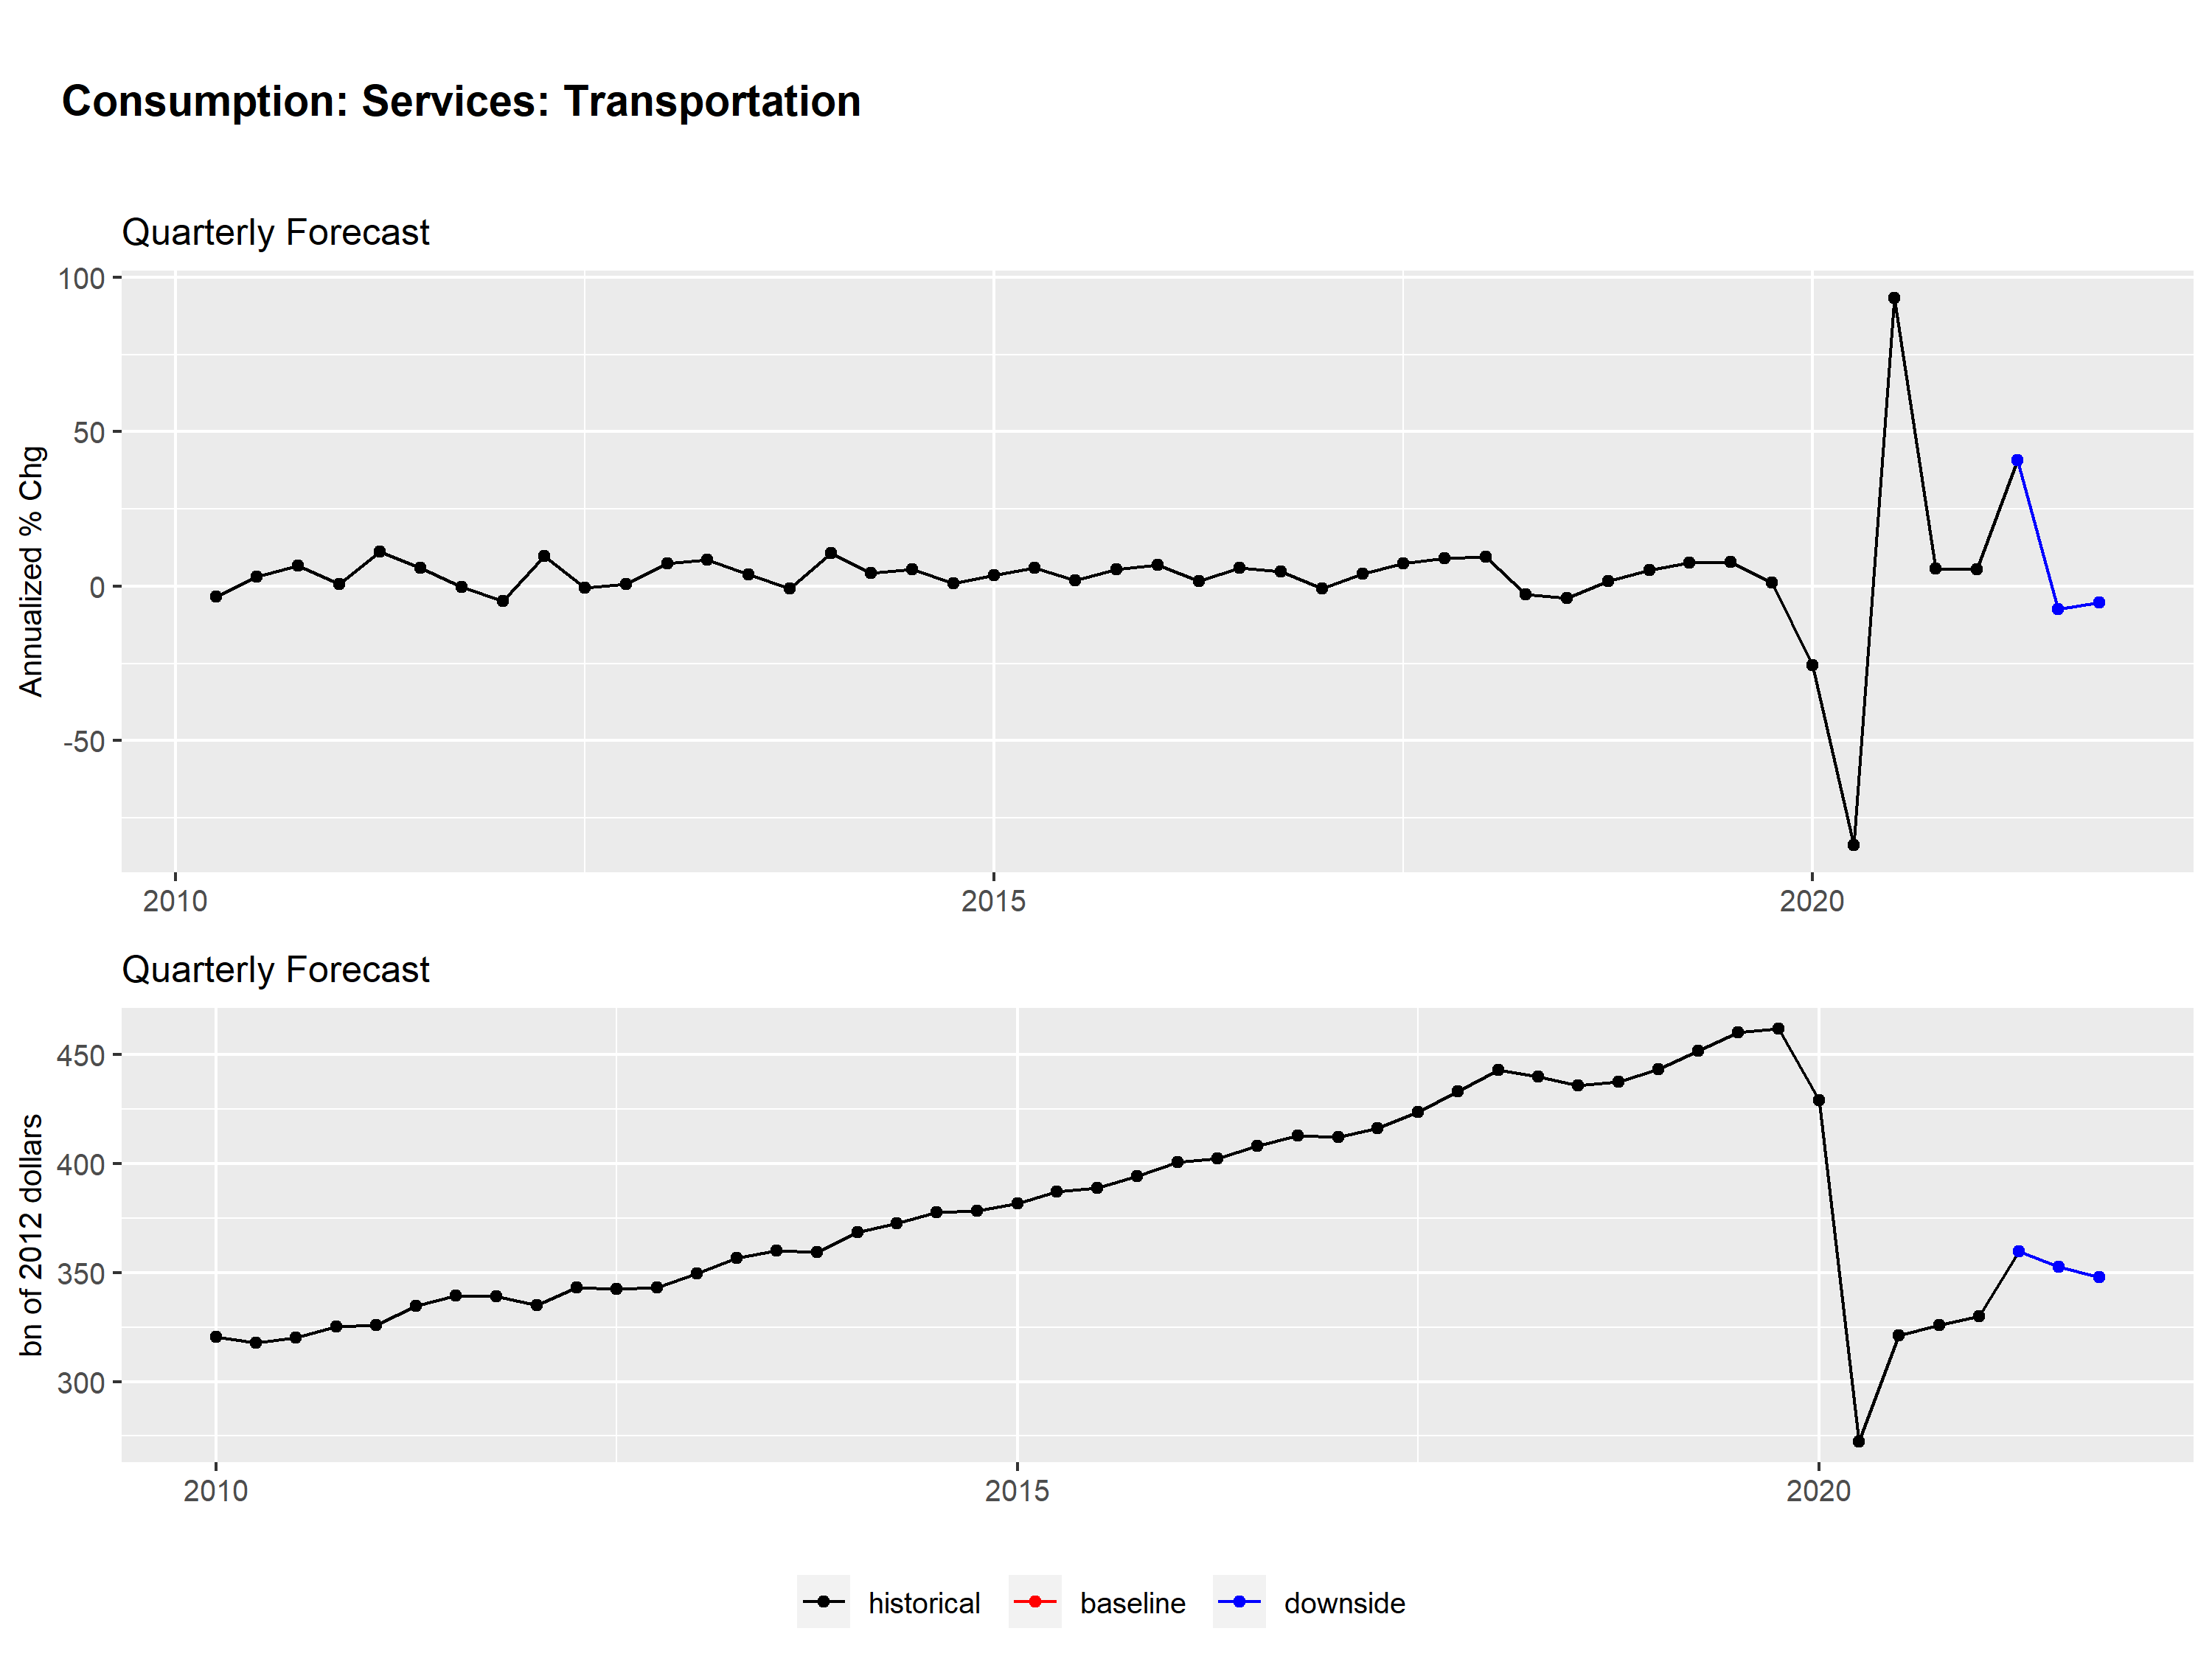 Consumption: Services: Transportation
Quarterly Forecast
Annualized % Chg
100
50
0
-50
2010
2015
2020
Quarterly Forecast
bn of 2012 dollars
450
400
350
300
2010
2015
2020
historical
baseline
downside